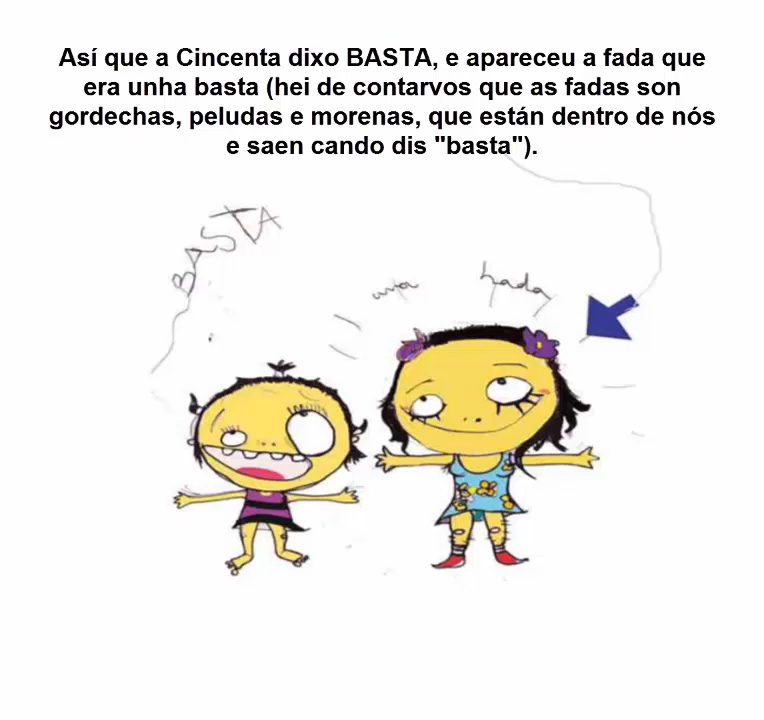 Así que a Cincenta dixo BASTA, e apareceu a fada que
era unha basta (hei de contarvos que as fadas son
gordechas, peludas e morenas, que están dentro de nós
e saen cando dis "basta").
BASTA
una hada